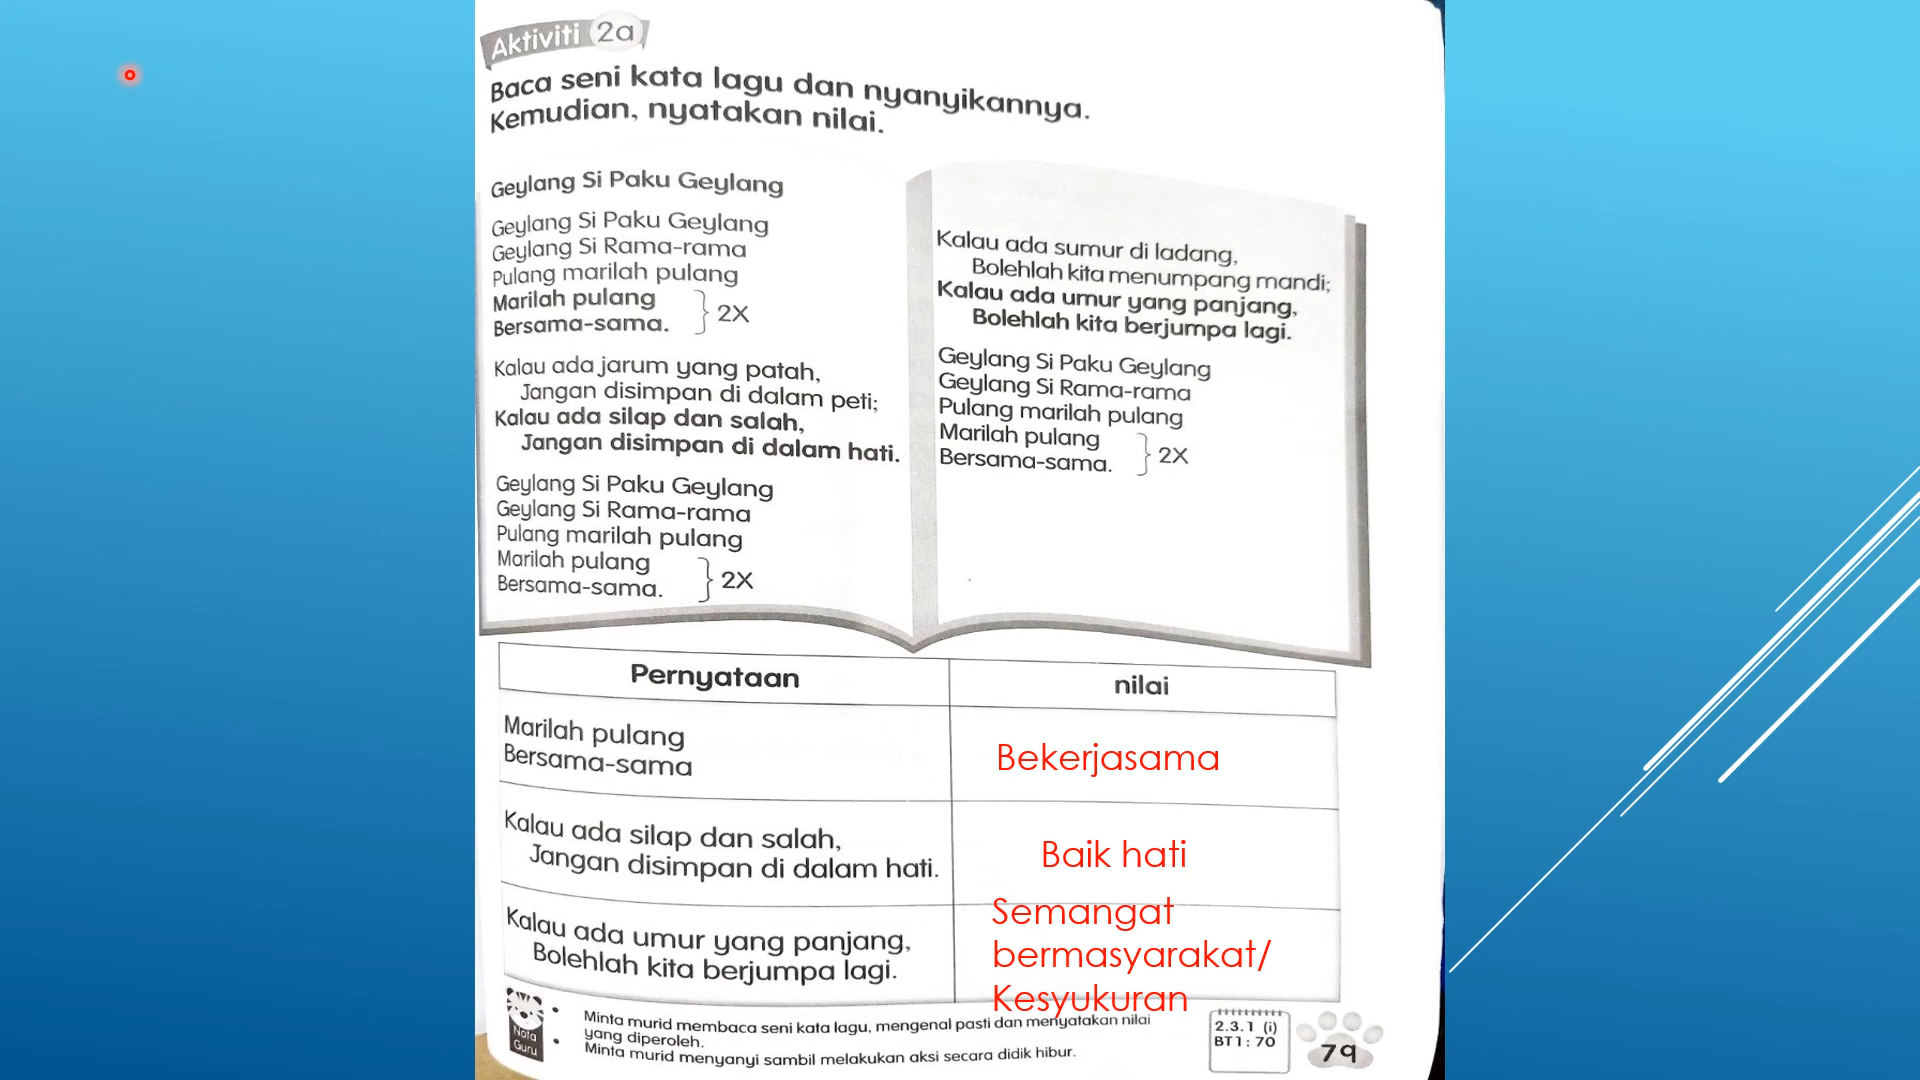 Aktiviti 2a
Baca seni kata lagu dan nyanyikannya.
Kemudian, nyatakan nilai.
Geylang Si Paku Geylang
Geylang Si Paku Geylang
Geylang Si Rama-rama
Pulang marilah pulang
Marilah pulang
Bersama-sama. } 2X
Kalau ada jarum yang patah,
Jangan disimpan di dalam peti;
Kalau ada silap dan salah,
Jangan disimpan di dalam hati.
Geylang Si Paku Geylang
Geylang Si Rama-rama
Pulang marilah pulang
Marilah pulang
Bersama-sama. } 2X
Kalau ada sumur di ladang,
Bolehlah kita menumpang mandi;
Kalau ada umur yang panjang,
Bolehlah kita berjumpa lagi.
Geylang Si Paku Geylang
Geylang Si Rama-rama
Pulang marilah pulang
Marilah pulang
Bersama-sama. } 2X
Pernyataan nilai
Marilah pulang
Bersama-sama
Bekerjasama
Kalau ada silap dan salah,
Jangan disimpan di dalam hati.
Baik hati
Kalau ada umur yang panjang,
Bolehlah kita berjumpa lagi.
Semangat
bermasyarakat/
Kesyukuran
Nota
Guru
• Minta murid membaca seni kata lagu, mengenal pasti dan menyatakan nilai
yang diperoleh.
• Minta murid menyanyi sambil melakukan aksi secara didik hibur.
2.3.1 (i)
BT1: 70
79